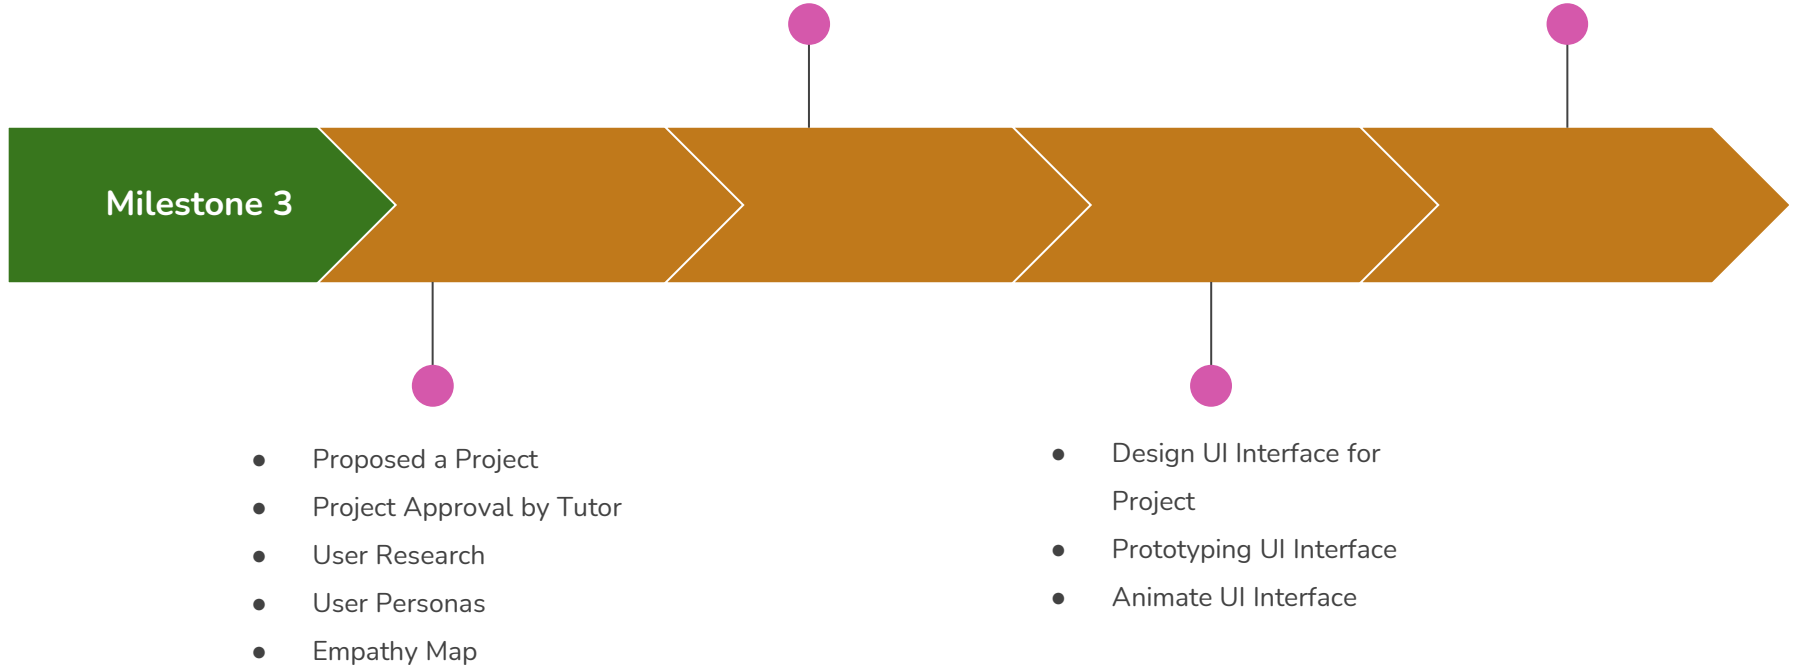 Milestone 3
● Proposed a Project
● Project Approval by Tutor
● User Research
● User Personas
● Empathy Map
● Design UI Interface for
Project
● Prototyping UI Interface
● Animate UI Interface